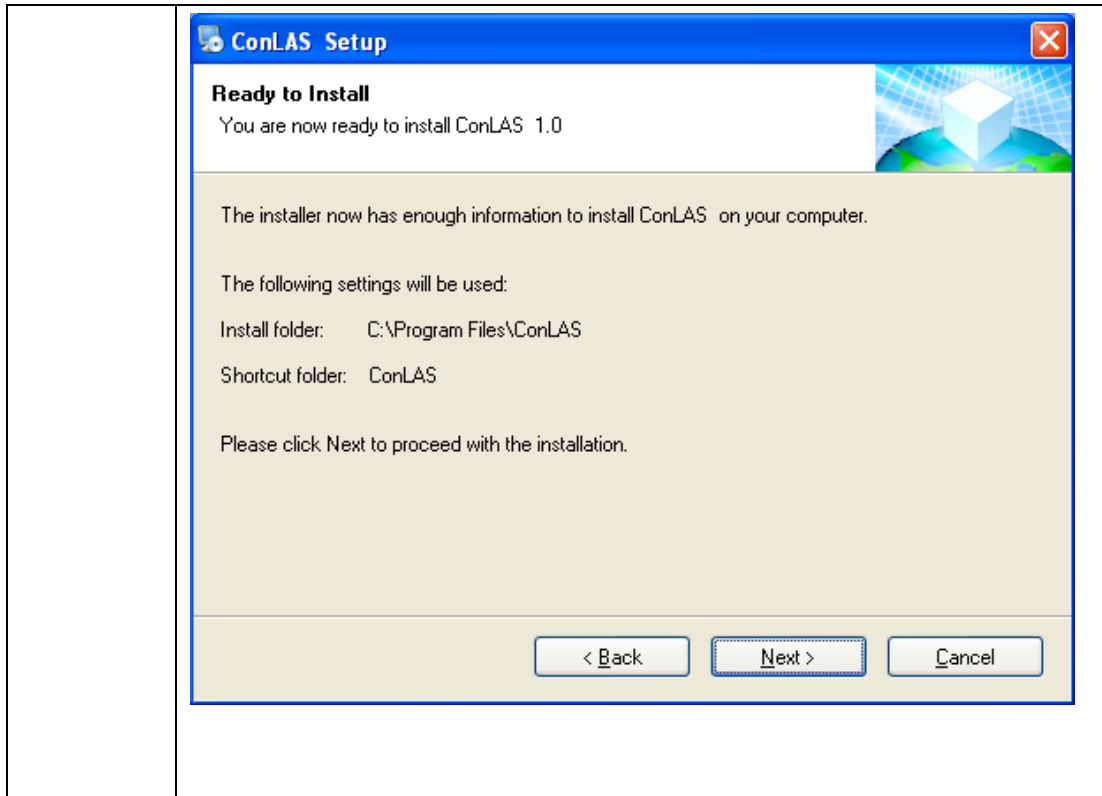 ConLAS Setup
Ready to Install
You are now ready to install ConLAS 1.0
The installer now has enough information to install ConLAS on your computer.
The following settings will be used:
Install folder: C:\Program Files\ConLAS
Shortcut folder: ConLAS
Please click Next to proceed with the installation.
< Back Next > Cancel